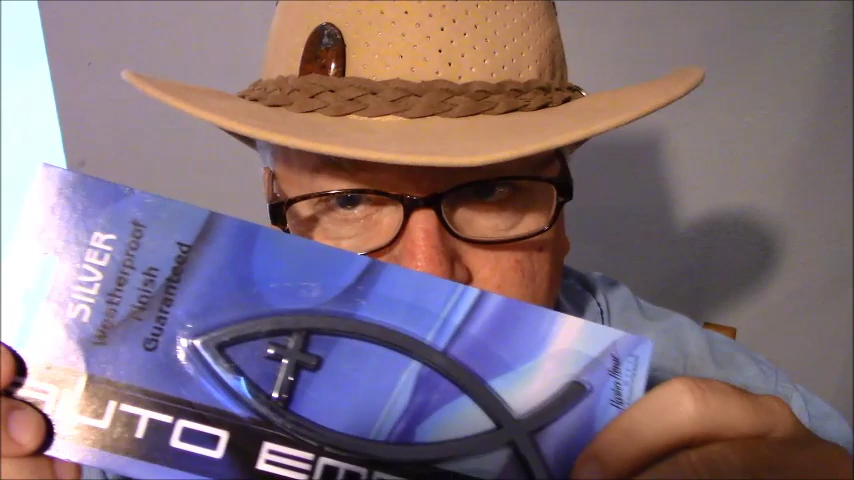 SILVER
Weatherproof
finish
Guaranteed
AUTO EM